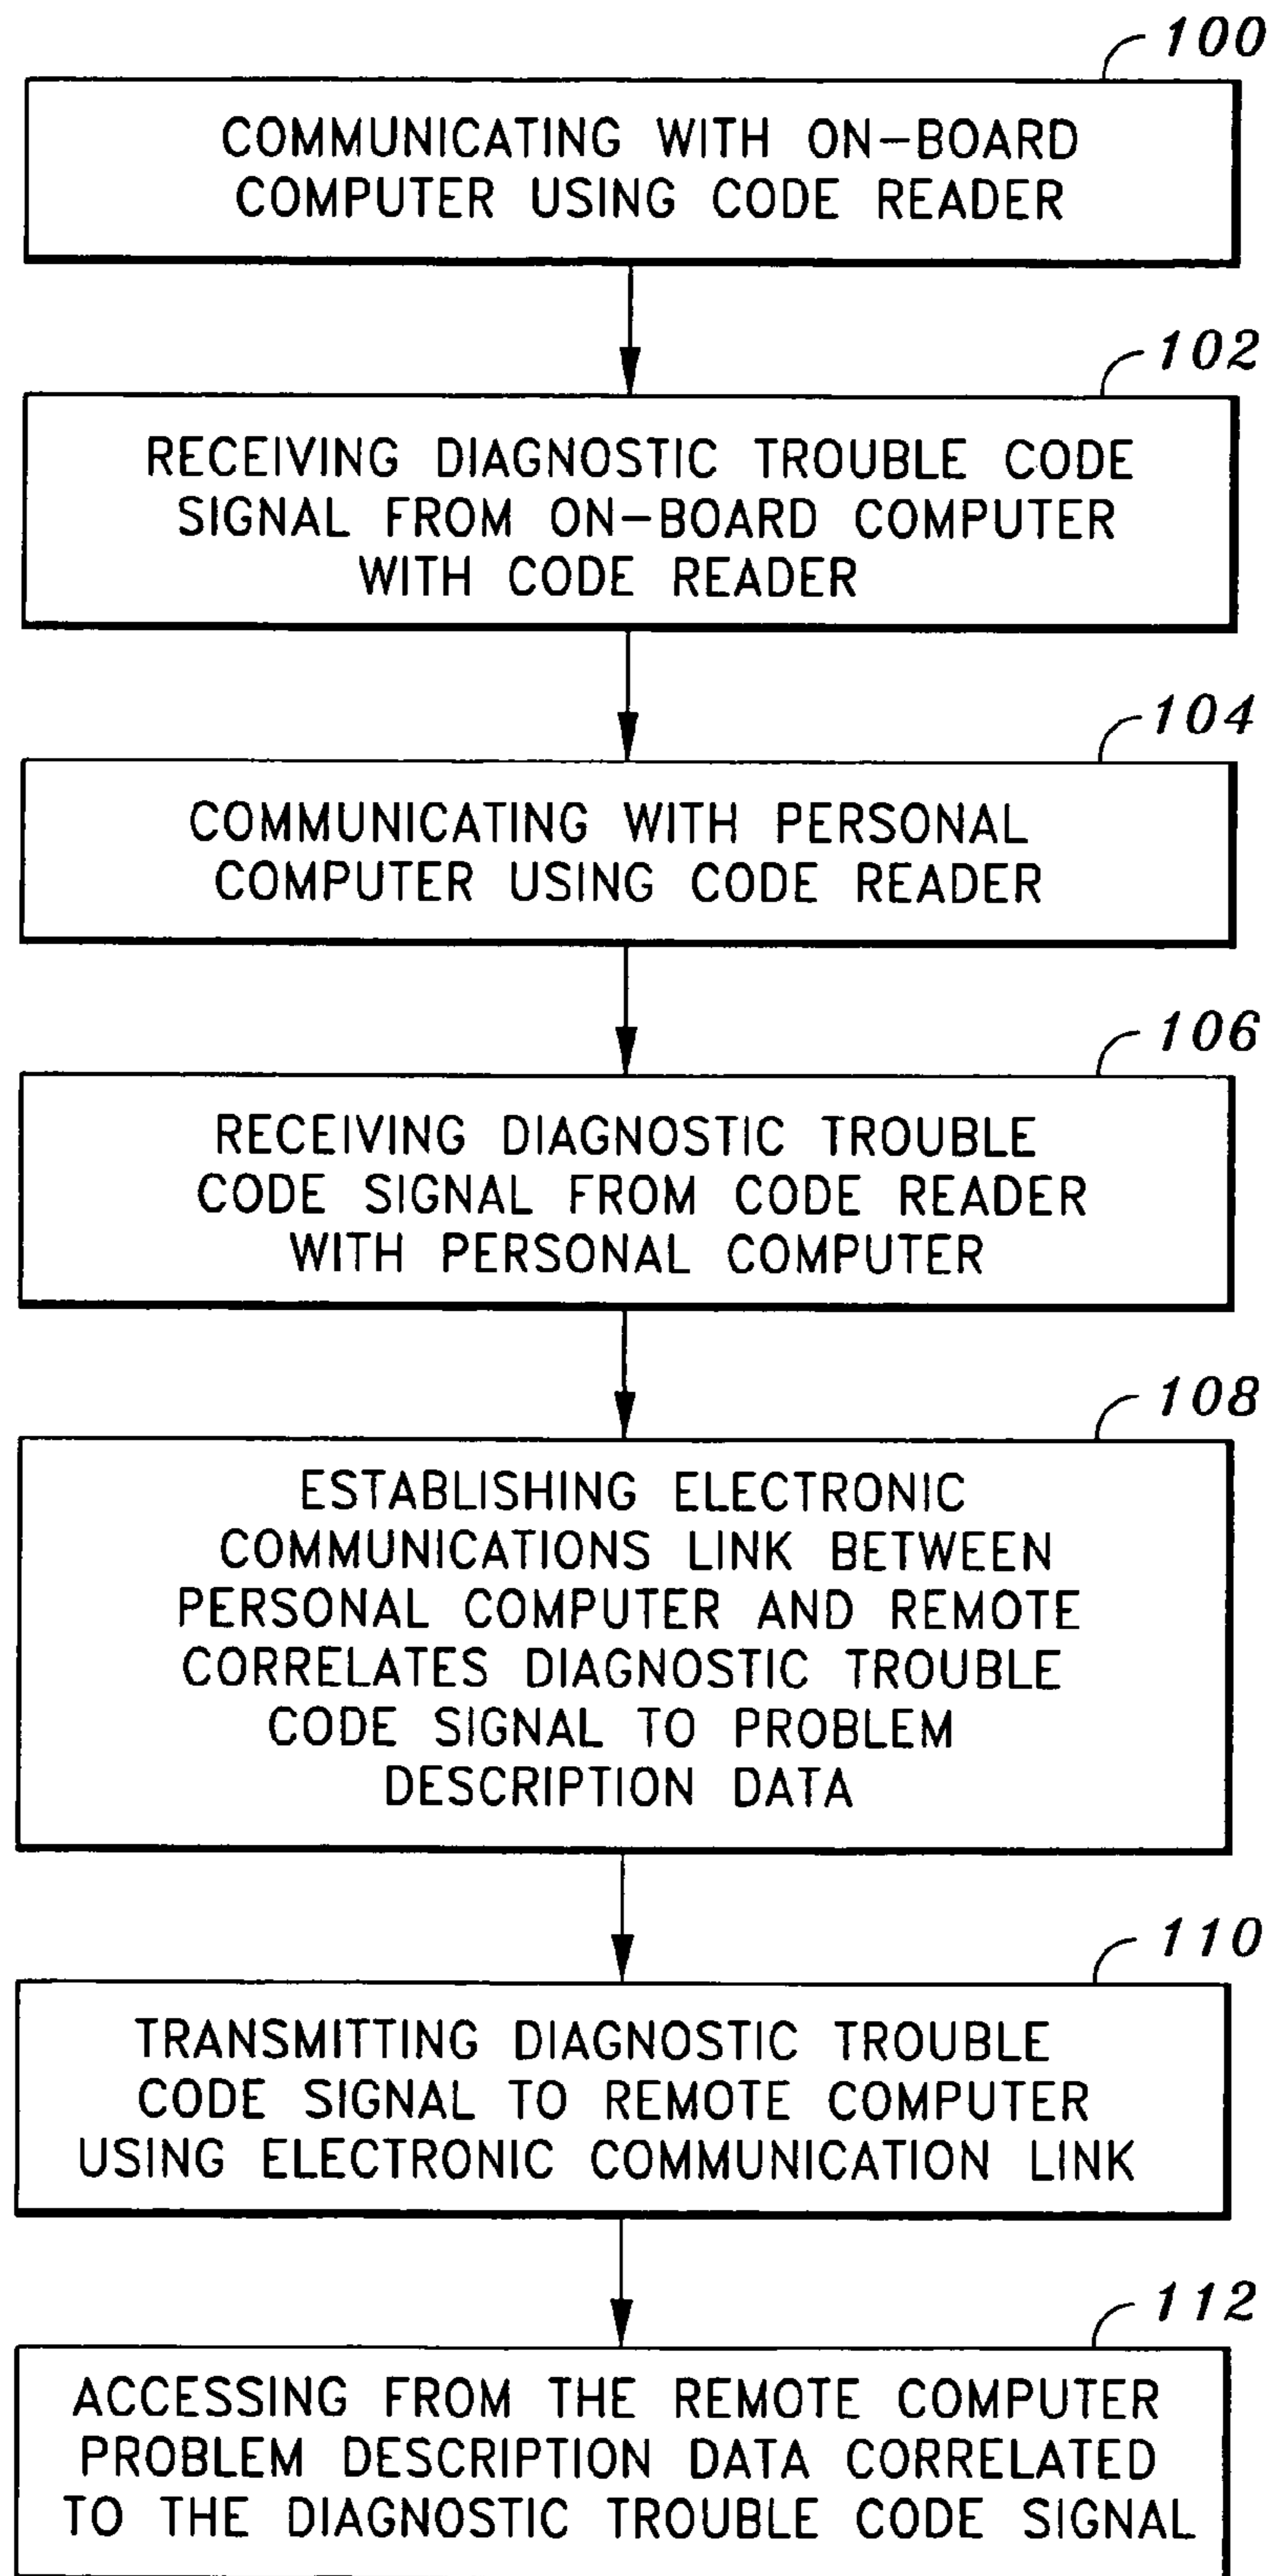 100
COMMUNICATING WITH ON-BOARD
COMPUTER USING CODE READER
102
RECEIVING DIAGNOSTIC TROUBLE CODE
SIGNAL FROM ON-BOARD COMPUTER
WITH CODE READER
104
COMMUNICATING WITH PERSONAL
COMPUTER USING CODE READER
106
RECEIVING DIAGNOSTIC TROUBLE
CODE SIGNAL FROM CODE READER
WITH PERSONAL COMPUTER
108
ESTABLISHING ELECTRONIC
COMMUNICATIONS LINK BETWEEN
PERSONAL COMPUTER AND REMOTE
CORRELATES DIAGNOSTIC TROUBLE
CODE SIGNAL TO PROBLEM
DESCRIPTION DATA
110
TRANSMITTING DIAGNOSTIC TROUBLE
CODE SIGNAL TO REMOTE COMPUTER
USING ELECTRONIC COMMUNICATION LINK
112
ACCESSING FROM THE REMOTE COMPUTER
PROBLEM DESCRIPTION DATA CORRELATED
TO THE DIAGNOSTIC TROUBLE CODE SIGNAL